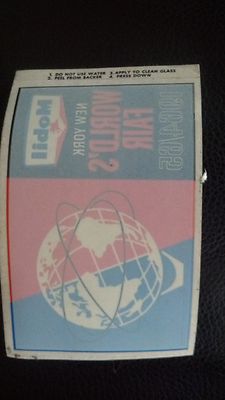 1. DO NOT USE WATER 3. APPLY TO CLEAN GLASS
2. PEEL FROM BACKER 4. PRESS DOWN
Mobil
NEW YORK
WORLD'S
FAIR
1964-1965